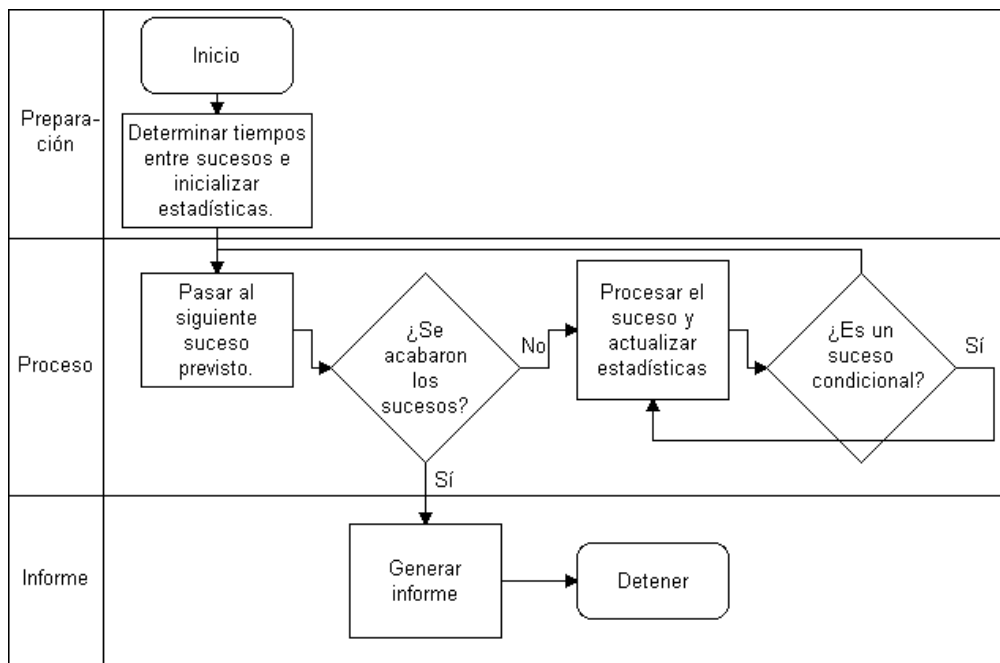 Inicio
Prepara-
ción
Determinar tiempos
entre sucesos e
inicializar
estadísticas.
Proceso
Pasar al
siguiente
suceso
previsto.
¿Se
acabaron
los
sucesos?
No
Procesar el
suceso y
actualizar
estadísticas
¿Es un
suceso
condicional?
Sí
Sí
Informe
Generar
informe
Detener